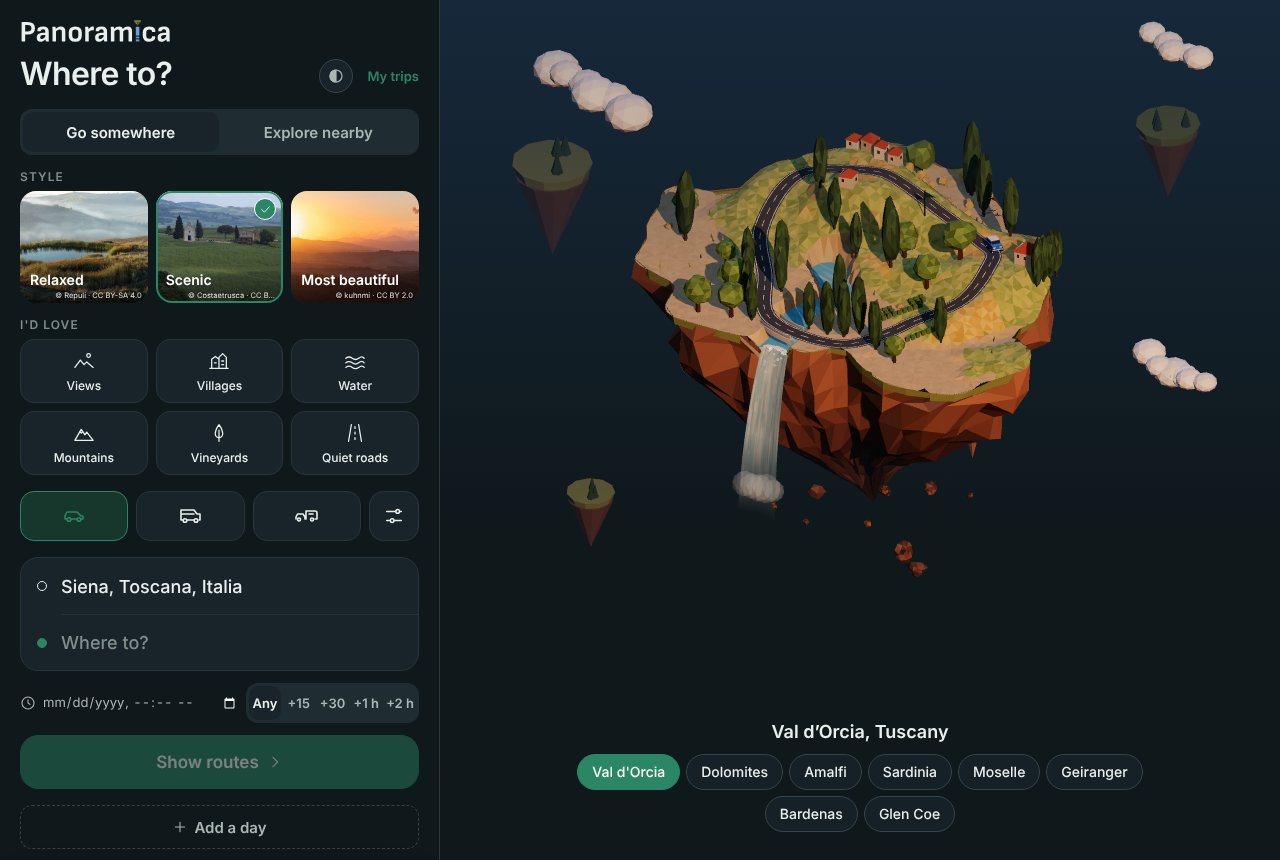 Panoramica
Where to?
My trips
Go somewhere
Explore nearby
STYLE
Relaxed
© Repuli · CC BY-SA 4.0
Scenic
© Costaetrusca · CC B...
Most beautiful
© kuhnmi · CC BY 2.0
I'D LOVE
Views
Villages
Water
Mountains
Vineyards
Quiet roads
Siena, Toscana, Italia
Where to?
mm/dd/yyyy, --:-- --
Any
+15
+30
+1 h
+2 h
Show routes
+ Add a day
Val d’Orcia, Tuscany
Val d'Orcia
Dolomites
Amalfi
Sardinia
Moselle
Geiranger
Bardenas
Glen Coe